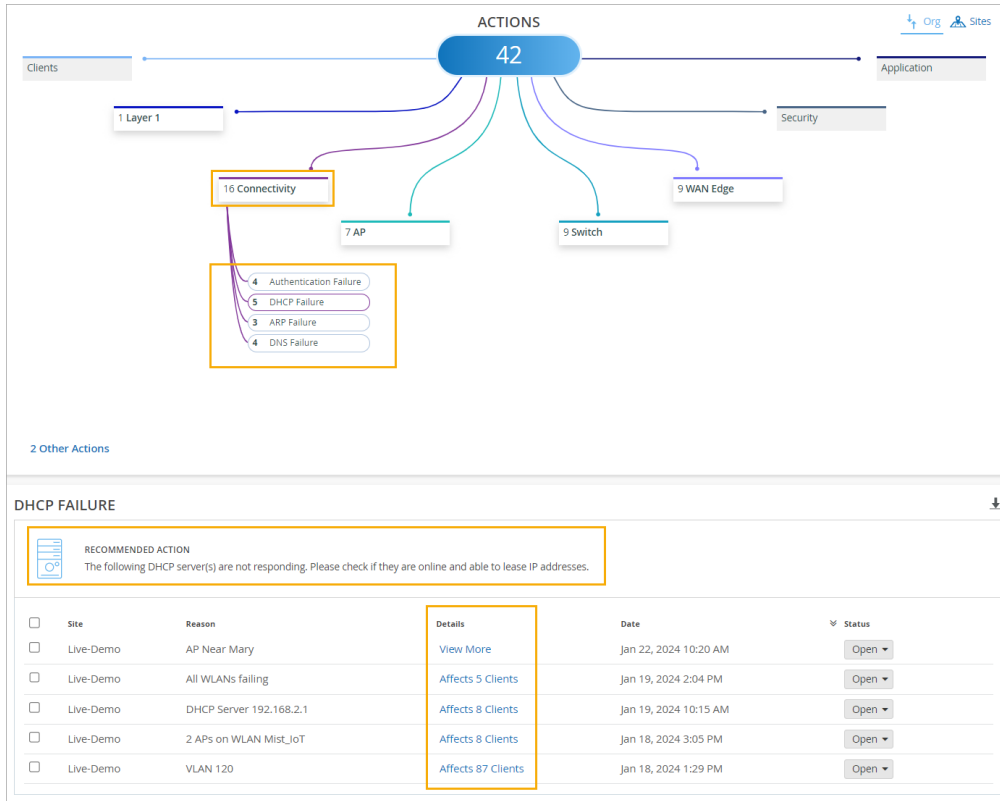 ACTIONS
Org Sites
42
Clients
Application
1 Layer 1
Security
16 Connectivity
9 WAN Edge
7 AP
9 Switch
4 Authentication Failure
5 DHCP Failure
3 ARP Failure
4 DNS Failure
2 Other Actions
DHCP FAILURE
RECOMMENDED ACTION
The following DHCP server(s) are not responding. Please check if they are online and able to lease IP addresses.
Site Reason Details Date Status
Live-Demo AP Near Mary View More Jan 22, 2024 10:20 AM Open
Live-Demo All WLANs failing Affects 5 Clients Jan 19, 2024 2:04 PM Open
Live-Demo DHCP Server 192.168.2.1 Affects 8 Clients Jan 19, 2024 10:15 AM Open
Live-Demo 2 APs on WLAN Mist_IoT Affects 8 Clients Jan 18, 2024 3:05 PM Open
Live-Demo VLAN 120 Affects 87 Clients Jan 18, 2024 1:29 PM Open